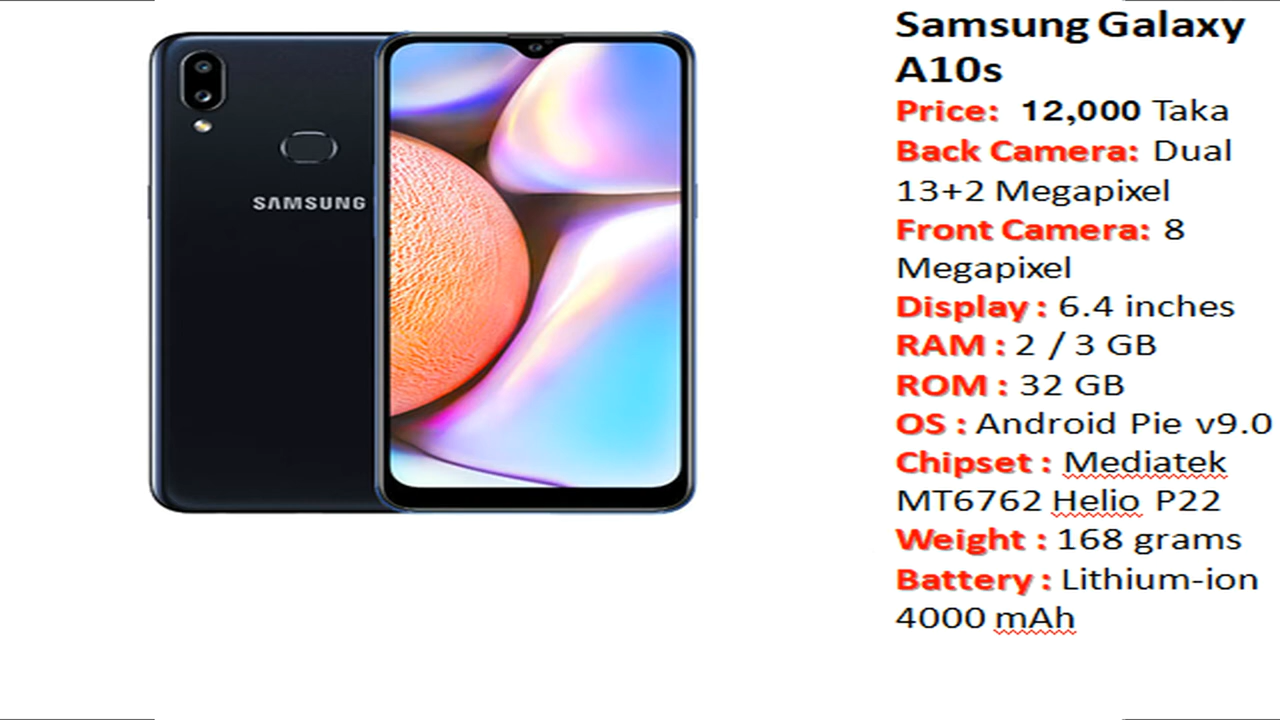 SAMSUNG
Samsung Galaxy
A10s
Price: 12,000 Taka
Back Camera: Dual
13+2 Megapixel
Front Camera: 8
Megapixel
Display : 6.4 inches
RAM : 2 / 3 GB
ROM : 32 GB
OS : Android Pie v9.0
Chipset : Mediatek
MT6762 Helio P22
Weight : 168 grams
Battery : Lithium-ion
4000 mAh